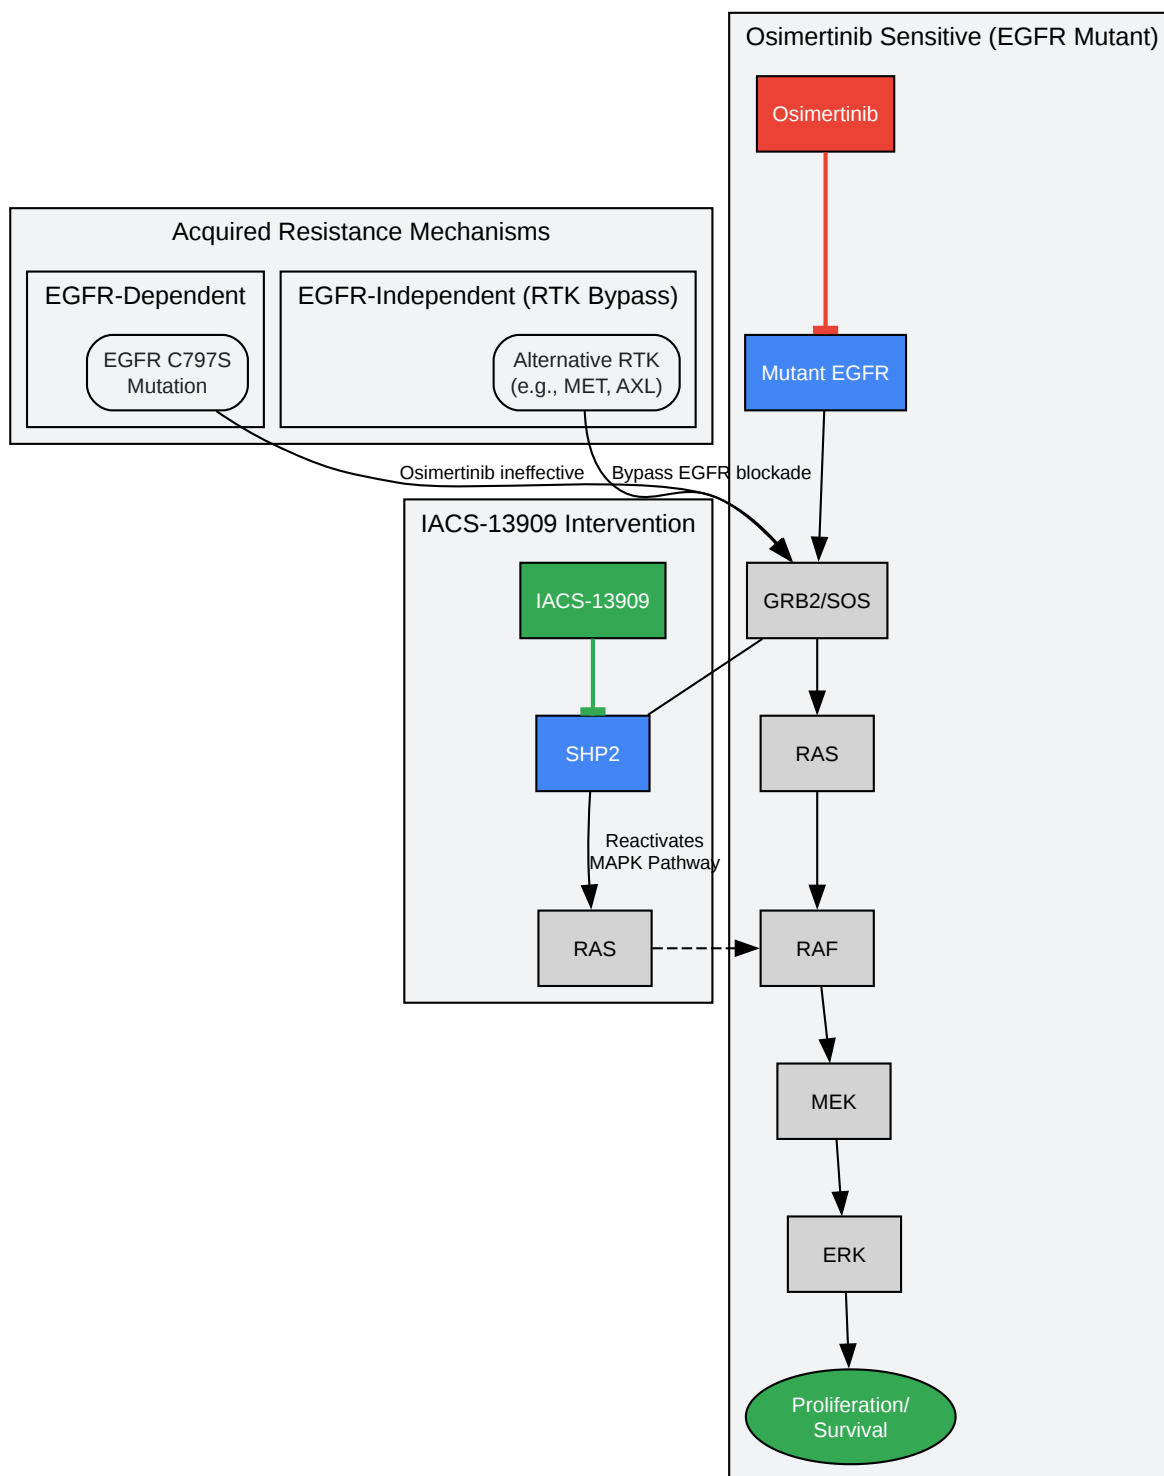 Osimertinib Sensitive (EGFR Mutant)
Osimertinib
Acquired Resistance Mechanisms
EGFR-Dependent
EGFR-Independent (RTK Bypass)
EGFR C797S
Mutation
Alternative RTK
(e.g., MET, AXL)
Mutant EGFR
Osimertinib ineffective
Bypass EGFR blockade
IACS-13909 Intervention
IACS-13909
GRB2/SOS
SHP2
RAS
Reactivates
MAPK Pathway
RAS
RAF
MEK
ERK
Proliferation/
Survival